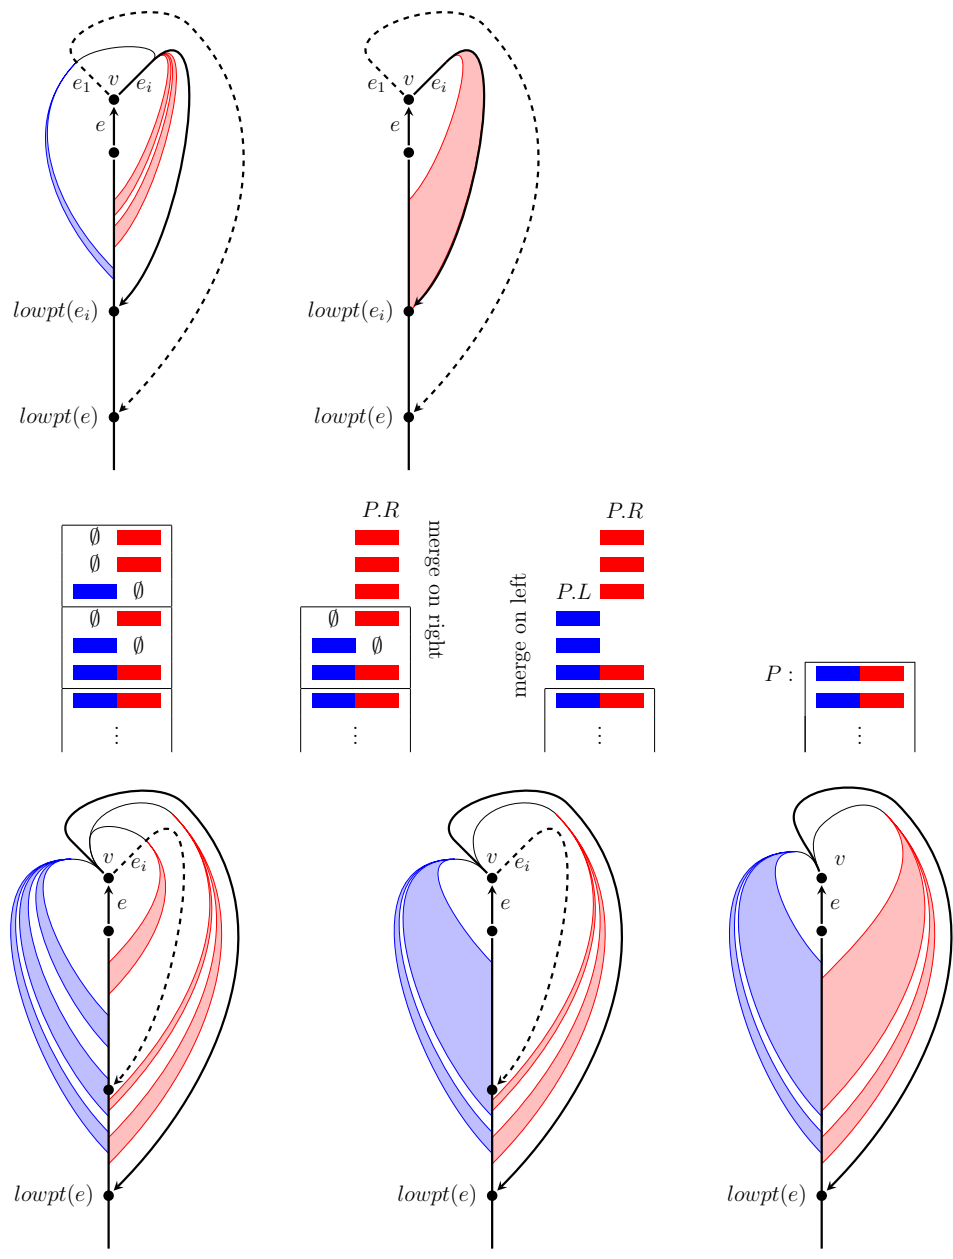 e₁ v eᵢ
e
lowpt(eᵢ)
lowpt(e)
e₁ v eᵢ
e
lowpt(eᵢ)
lowpt(e)
∅
∅
∅
∅
∅
⋮
P.R
∅
∅
⋮
merge on right
P.R
P.L
merge on left
⋮
P :
⋮
v eᵢ
e
lowpt(e)
v eᵢ
e
lowpt(e)
v
e
lowpt(e)